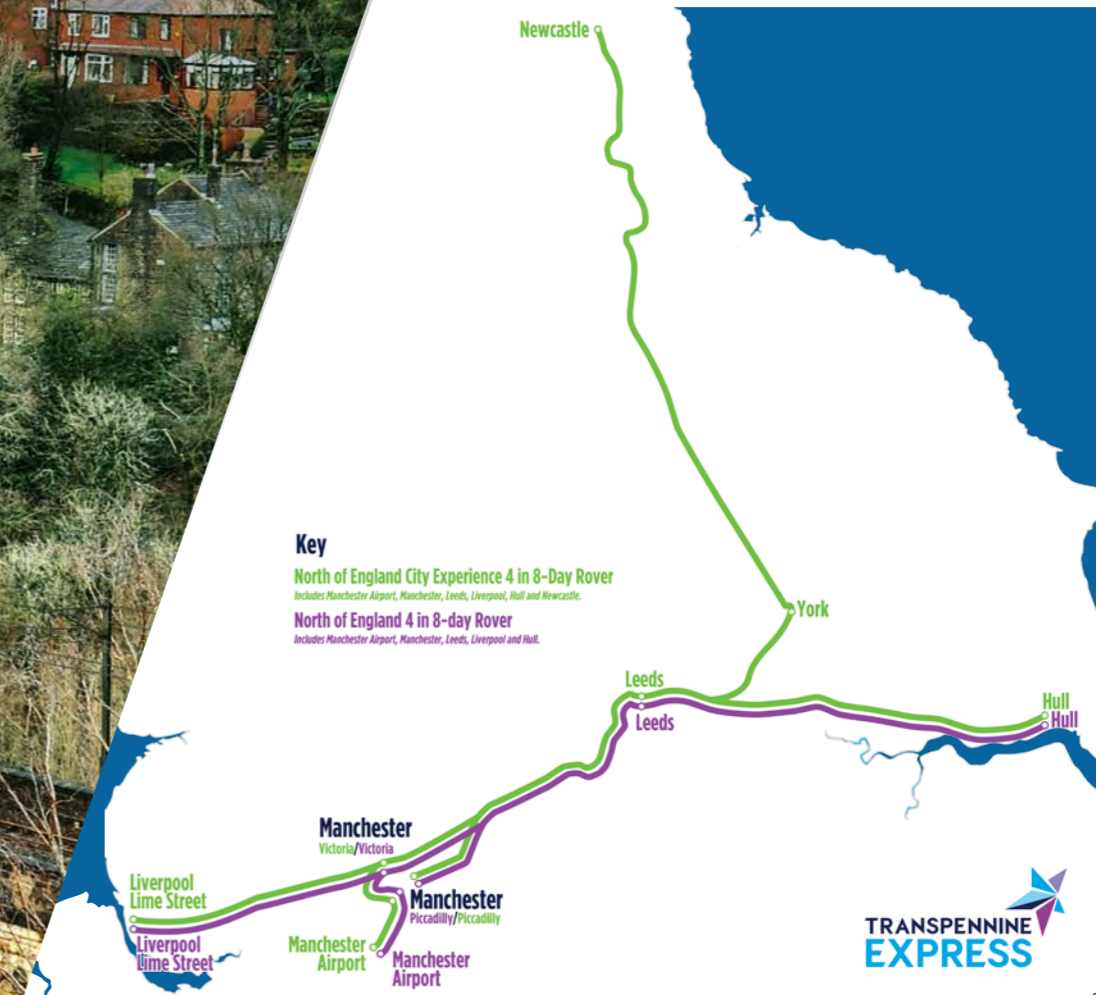 Newcastle
Key
North of England City Experience 4 in 8-Day Rover
Includes Manchester Airport, Manchester, Leeds, Liverpool, Hull and Newcastle.
North of England 4 in 8-day Rover
Includes Manchester Airport, Manchester, Leeds, Liverpool and Hull.
York
Leeds
Leeds
Hull
Hull
Manchester
Victoria/Victoria
Liverpool
Lime Street
Liverpool
Lime Street
Manchester
Piccadilly/Piccadilly
Manchester
Airport
Manchester
Airport
TRANSPENNINE
EXPRESS